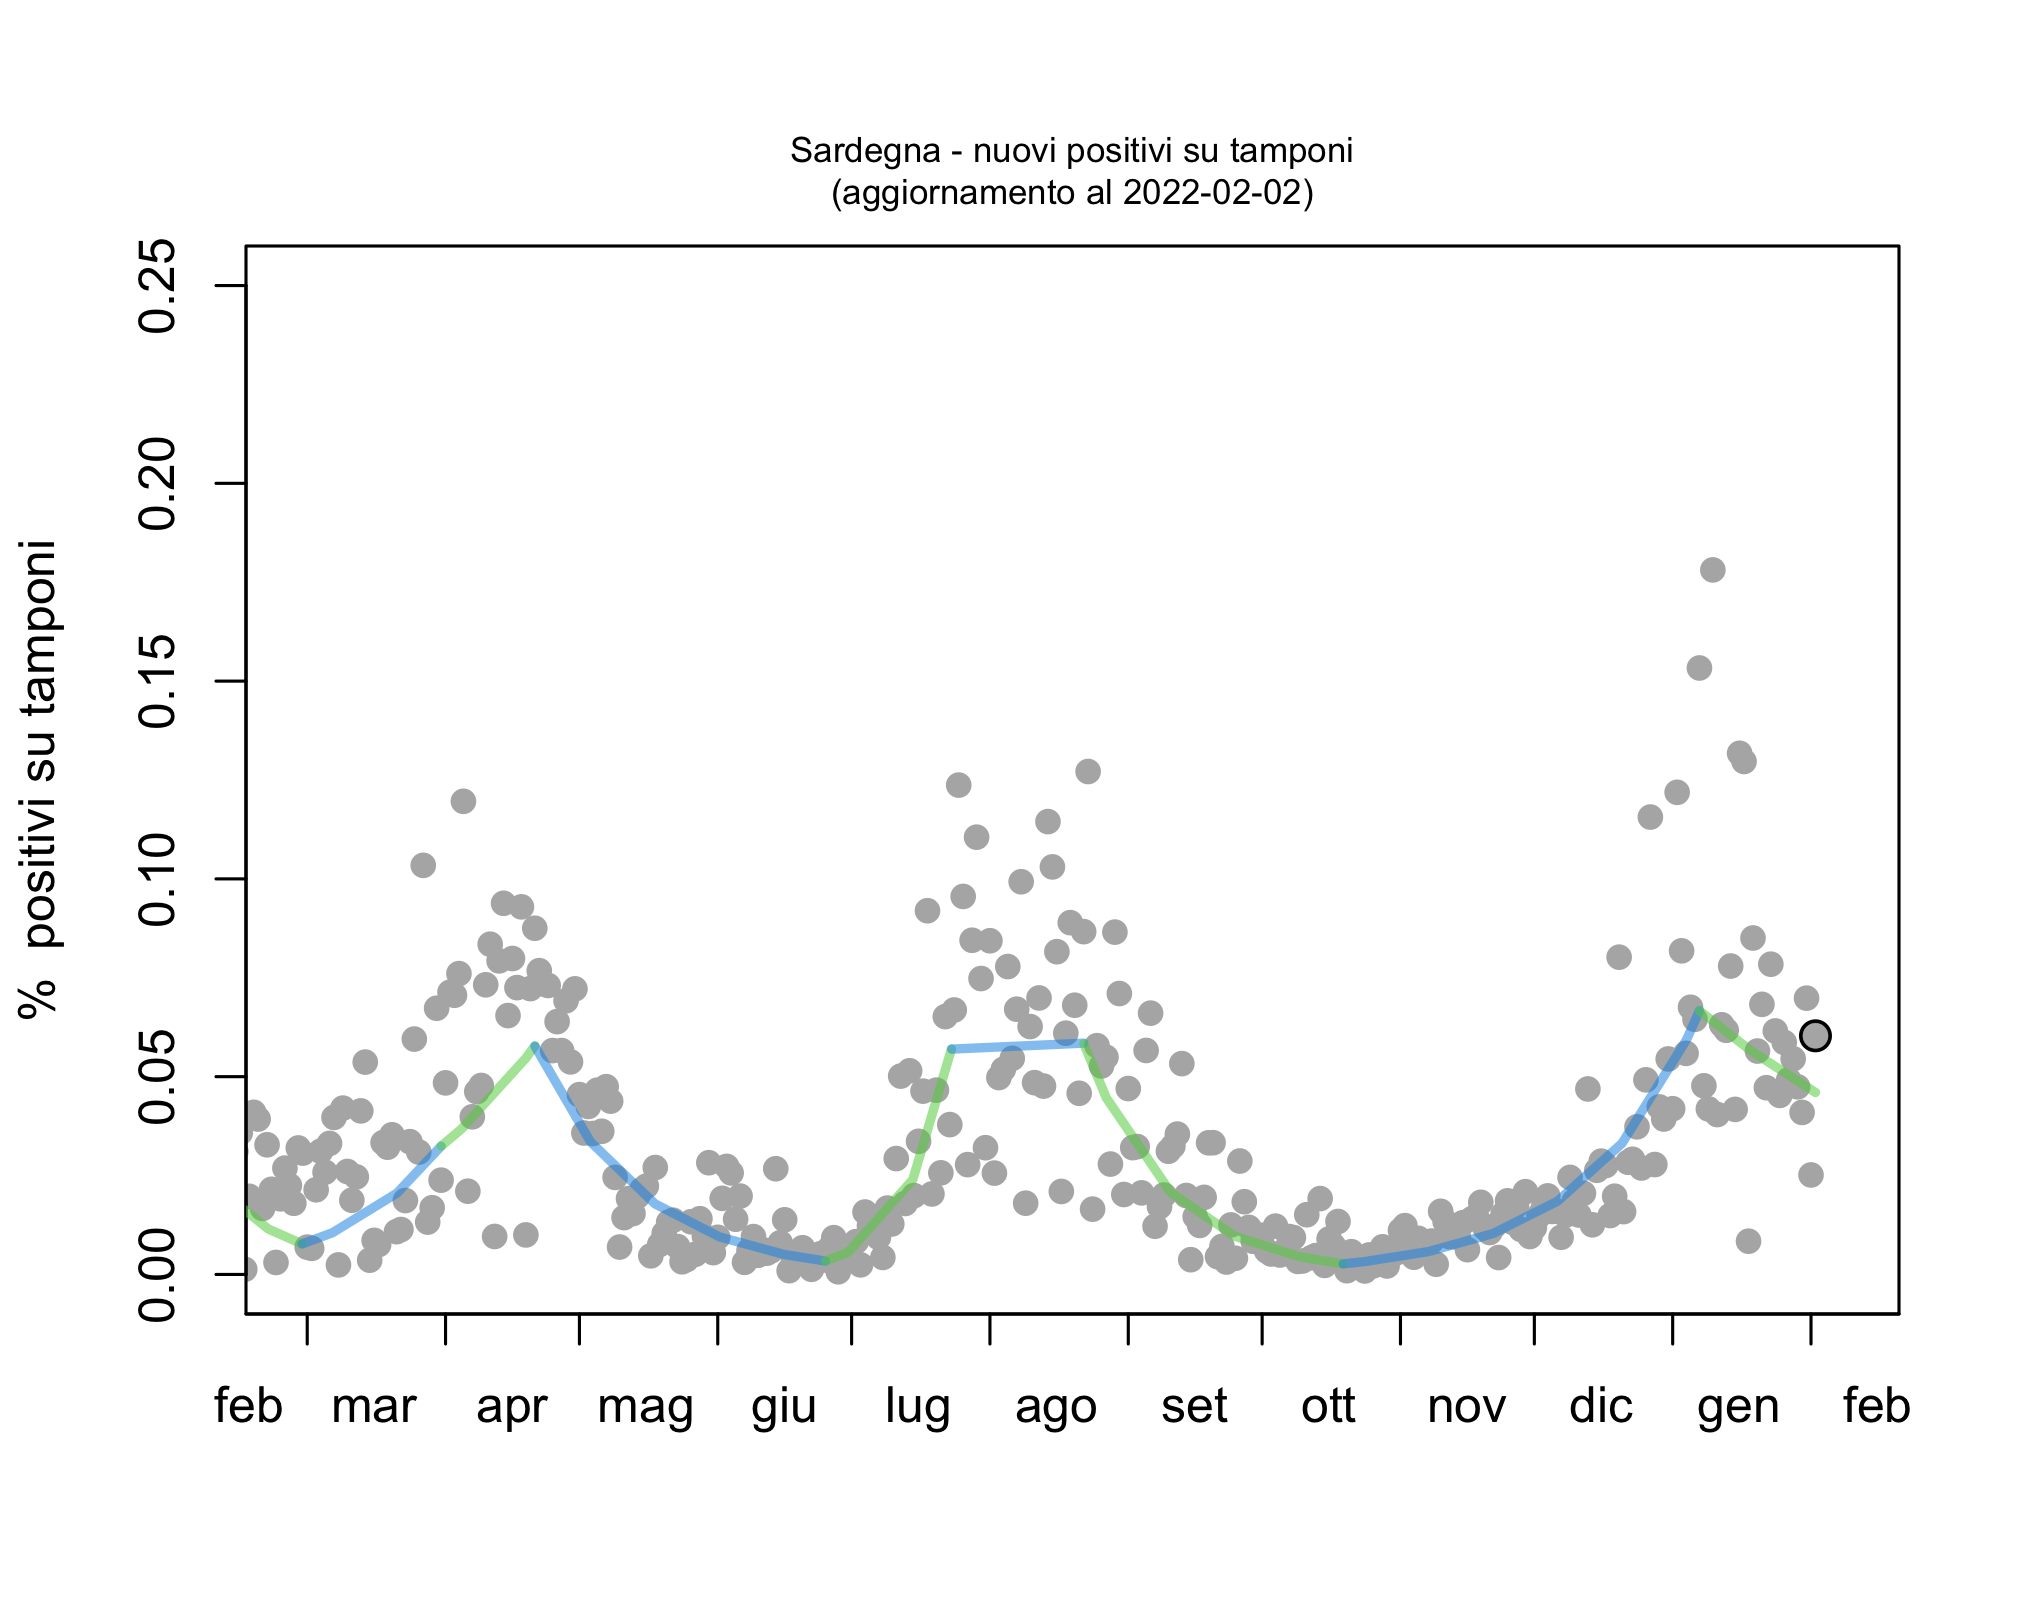 Sardegna - nuovi positivi su tamponi
(aggiornamento al 2022-02-02)
% positivi su tamponi
0.25
0.20
0.15
0.10
0.05
0.00
feb mar apr mag giu lug ago set ott nov dic gen feb